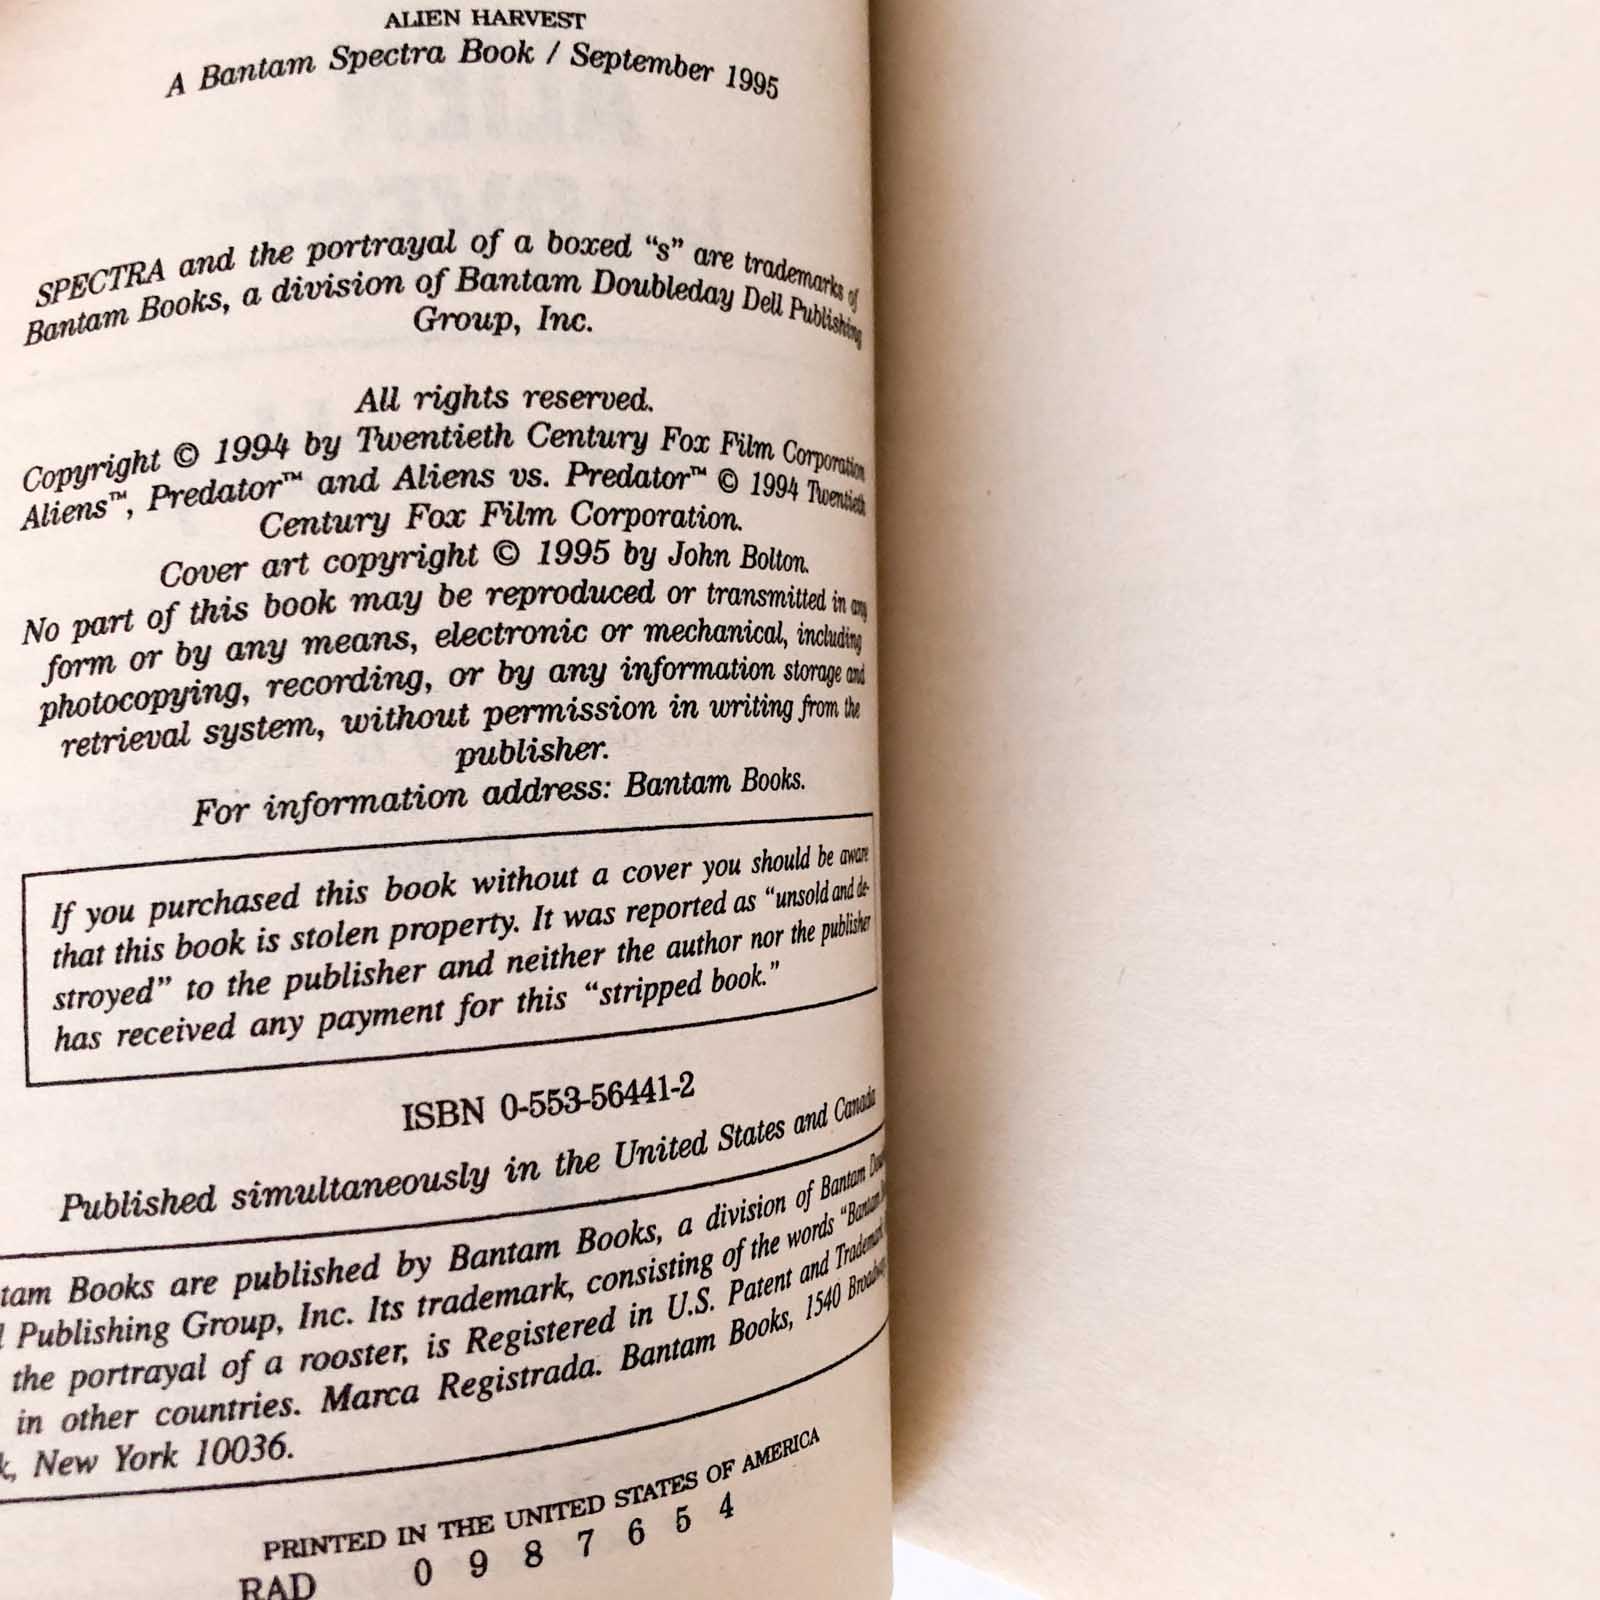 ALIEN HARVEST
A Bantam Spectra Book / September 1995
SPECTRA and the portrayal of a boxed “s” are trademarks of
Bantam Books, a division of Bantam Doubleday Dell Publishing
Group, Inc.
All rights reserved.
Copyright © 1994 by Twentieth Century Fox Film Corporation
Aliens™, Predator™ and Aliens vs. Predator™ © 1994 Twentieth
Century Fox Film Corporation.
Cover art copyright © 1995 by John Bolton.
No part of this book may be reproduced or transmitted in any
form or by any means, electronic or mechanical, including
photocopying, recording, or by any information storage and
retrieval system, without permission in writing from the
publisher.
For information address: Bantam Books.
If you purchased this book without a cover you should be aware
that this book is stolen property. It was reported as “unsold and de-
stroyed” to the publisher and neither the author nor the publisher
has received any payment for this “stripped book.”
ISBN 0-553-56441-2
Published simultaneously in the United States and Canada
tam Books are published by Bantam Books, a division of Bantam
Publishing Group, Inc. Its trademark, consisting of the words “Bantam
the portrayal of a rooster, is Registered in U.S. Patent and Trademark
in other countries. Marca Registrada. Bantam Books, 1540 Broadway
k, New York 10036.
PRINTED IN THE UNITED STATES OF AMERICA
RAD 0 9 8 7 6 5 4